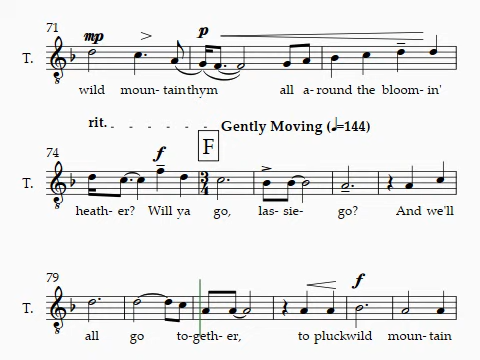 71
mp
p
T.
wild moun- tain thym all a- round the bloom- in'
rit. Gently Moving (♩=144)
F
74
f
T.
3/4
heath- er? Will ya go, las- sie- go? And we'll
79
f
T.
all go to- geth- er, to pluck wild moun- tain